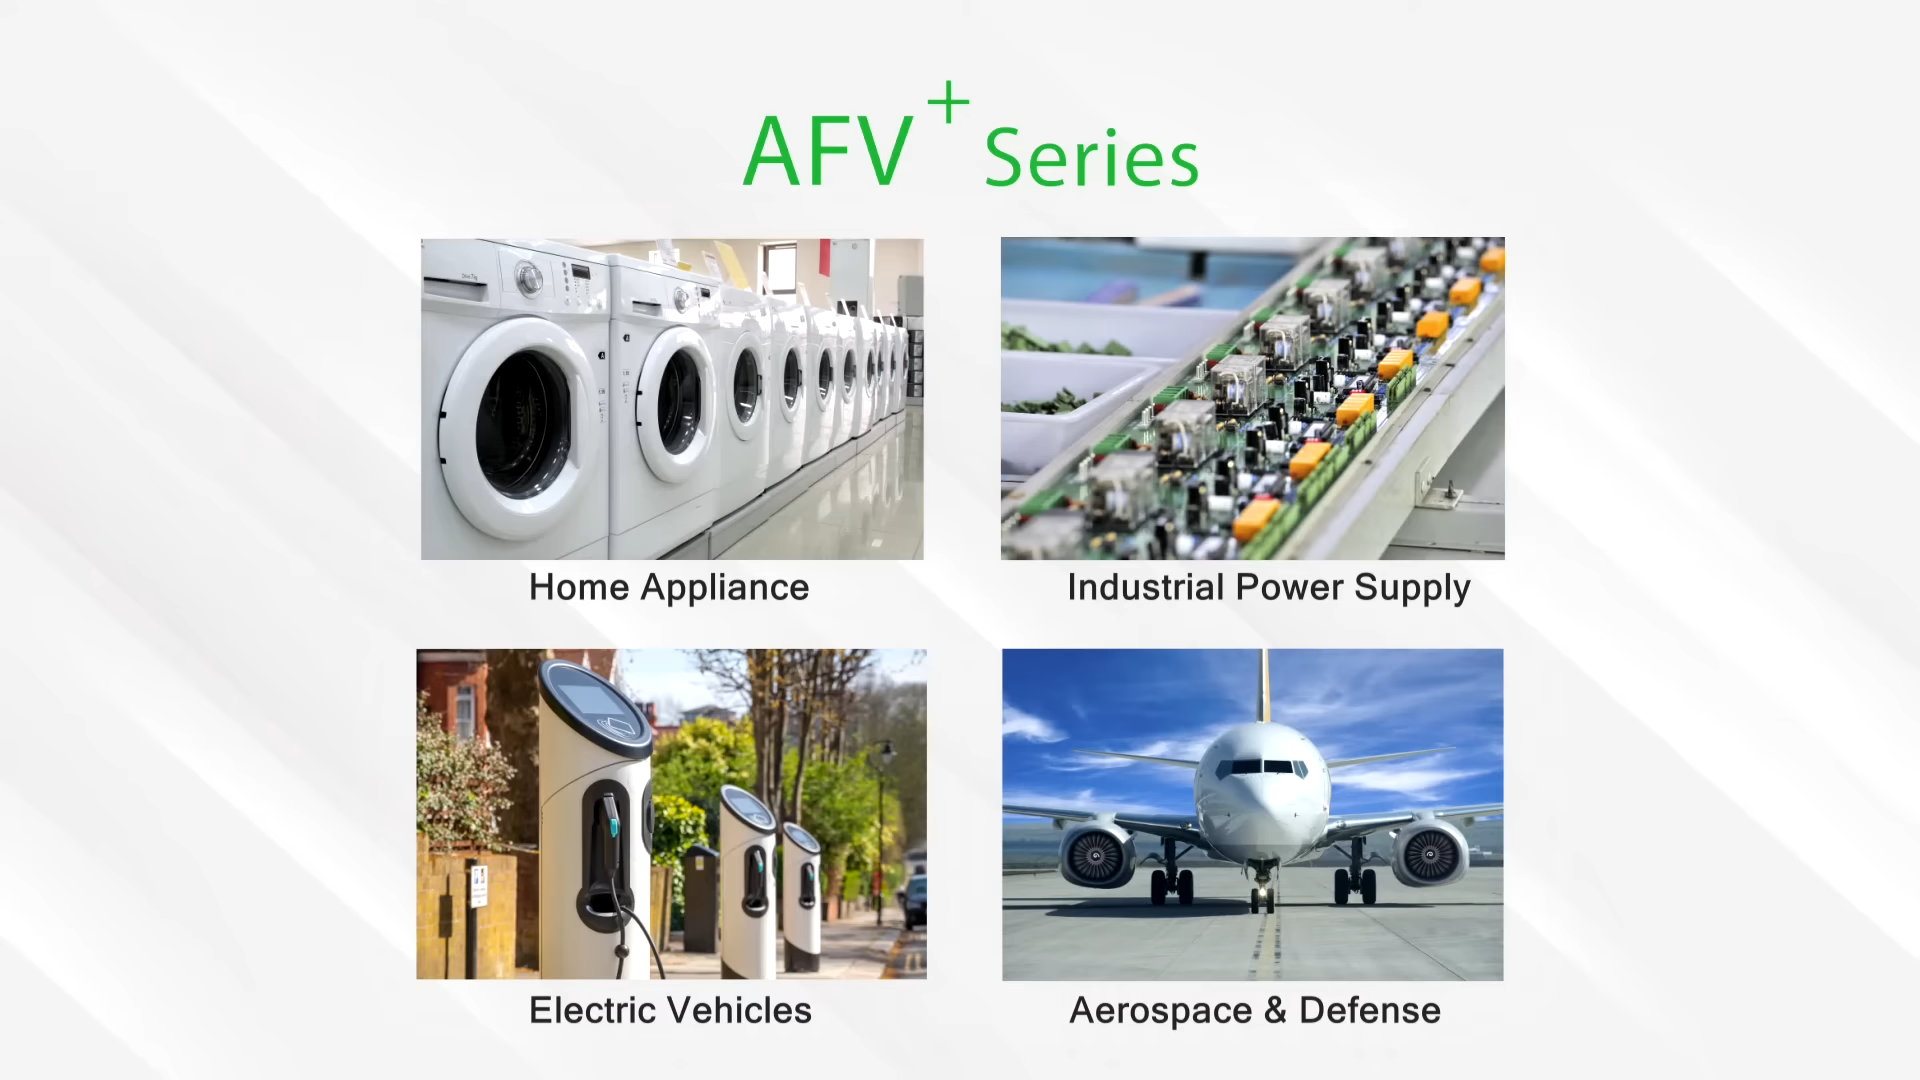 AFV+ Series
Home Appliance
Industrial Power Supply
Electric Vehicles
Aerospace & Defense